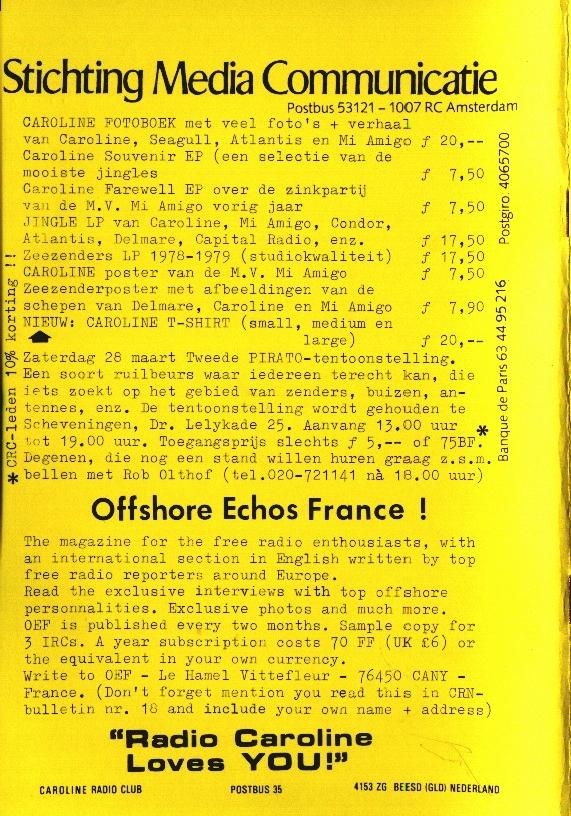 Stichting Media Communicatie
Postbus 53121 - 1007 RC Amsterdam
CAROLINE FOTOBOEK met veel foto's + verhaal
van Caroline, Seagull, Atlantis en Mi Amigo f 20,--
Caroline Souvenir EP (een selectie van de
mooiste jingles f 7,50
Caroline Farewell EP over de zinkpartij
van de M.V. Mi Amigo vorig jaar f 7,50
JINGLE LP van Caroline, Mi Amigo, Condor,
Atlantis, Delmare, Capital Radio, enz. f 17,50
Zeezenders LP 1978-1979 (studiokwaliteit) f 17,50
CAROLINE poster van de M.V. Mi Amigo f 7,50
Zeezenderposter met afbeeldingen van de
schepen van Delmare, Caroline en Mi Amigo f 7,90
NIEUW: CAROLINE T-SHIRT (small, medium en
large) f 20,--
Zaterdag 28 maart Tweede PIRATO-tentoonstelling.
Een soort ruilbeurs waar iedereen terecht kan, die
iets zoekt op het gebied van zenders, buizen, an-
tennes, enz. De tentoonstelling wordt gehouden te
Scheveningen, Dr. Lelykade 25. Aanvang 13.00 uur
tot 19.00 uur. Toegangsprijs slechts f 5,-- of 75BF.
Degenen, die nog een stand willen huren graag z.s.m.
bellen met Rob Olthof (tel.020-721141 nà 18.00 uur)
* CRC-leden 10% korting !!
Banque de Paris 63 44 95 216 Postgiro. 4065700
*
Offshore Echos France !
The magazine for the free radio enthousiasts, with
an international section in English written by top
free radio reporters around Europe.
Read the exclusive interviews with top offshore
personnalities. Exclusive photos and much more.
OEF is published every two months. Sample copy for
3 IRCs. A year subscription costs 70 FF (UK £6) or
the equivalent in your own currency.
Write to OEF - Le Hamel Vittefleur - 76450 CANY -
France. (Don't forget mention you read this in CRN-
bulletin nr. 18 and include your own name + address)
"Radio Caroline
Loves YOU!"
CAROLINE RADIO CLUB POSTBUS 35 4153 ZG BEESD (GLD) NEDERLAND